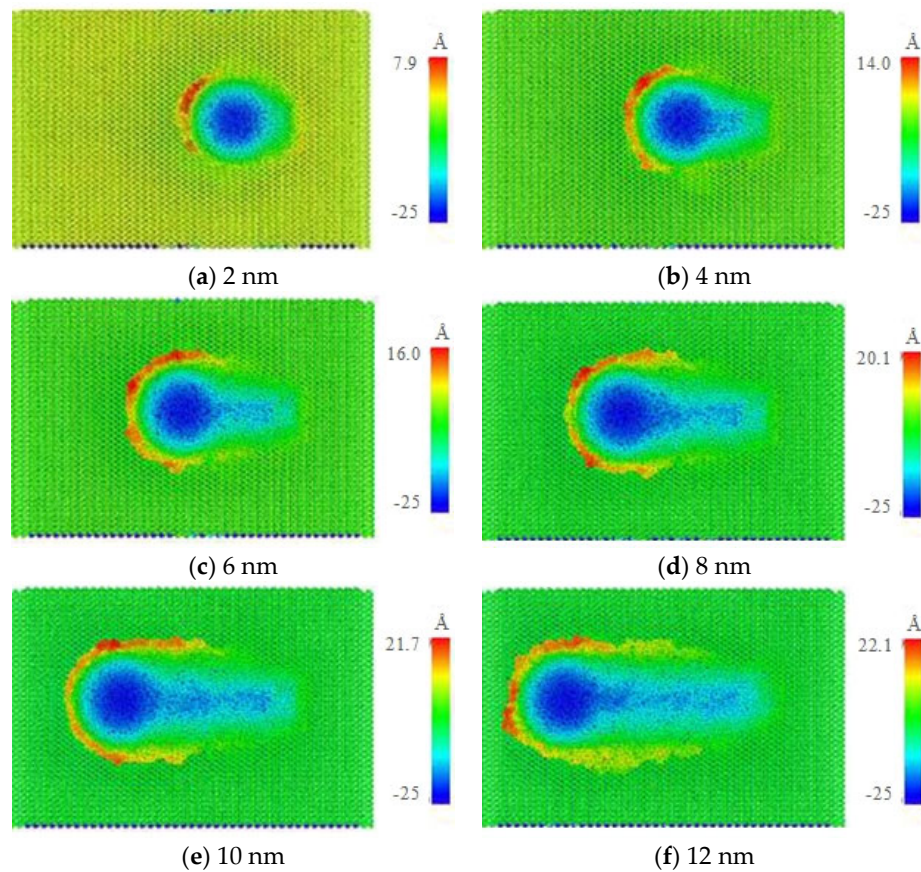 Å
7.9
-25
(a) 2 nm
Å
14.0
-25
(b) 4 nm
Å
16.0
-25
(c) 6 nm
Å
20.1
-25
(d) 8 nm
Å
21.7
-25
(e) 10 nm
Å
22.1
-25
(f) 12 nm